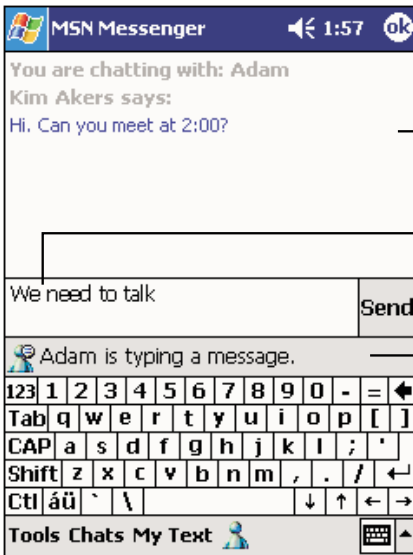 MSN Messenger 1:57 ok
You are chatting with: Adam
Kim Akers says:
Hi. Can you meet at 2:00?
We need to talk
Send
Adam is typing a message.
123 1 2 3 4 5 6 7 8 9 0 - = ←
Tab q w e r t y u i o p [ ]
CAP a s d f g h j k l ; '
Shift z x c v b n m , . / ↵
Ctl áü ` \ ↓ ↑ ← →
Tools Chats My Text